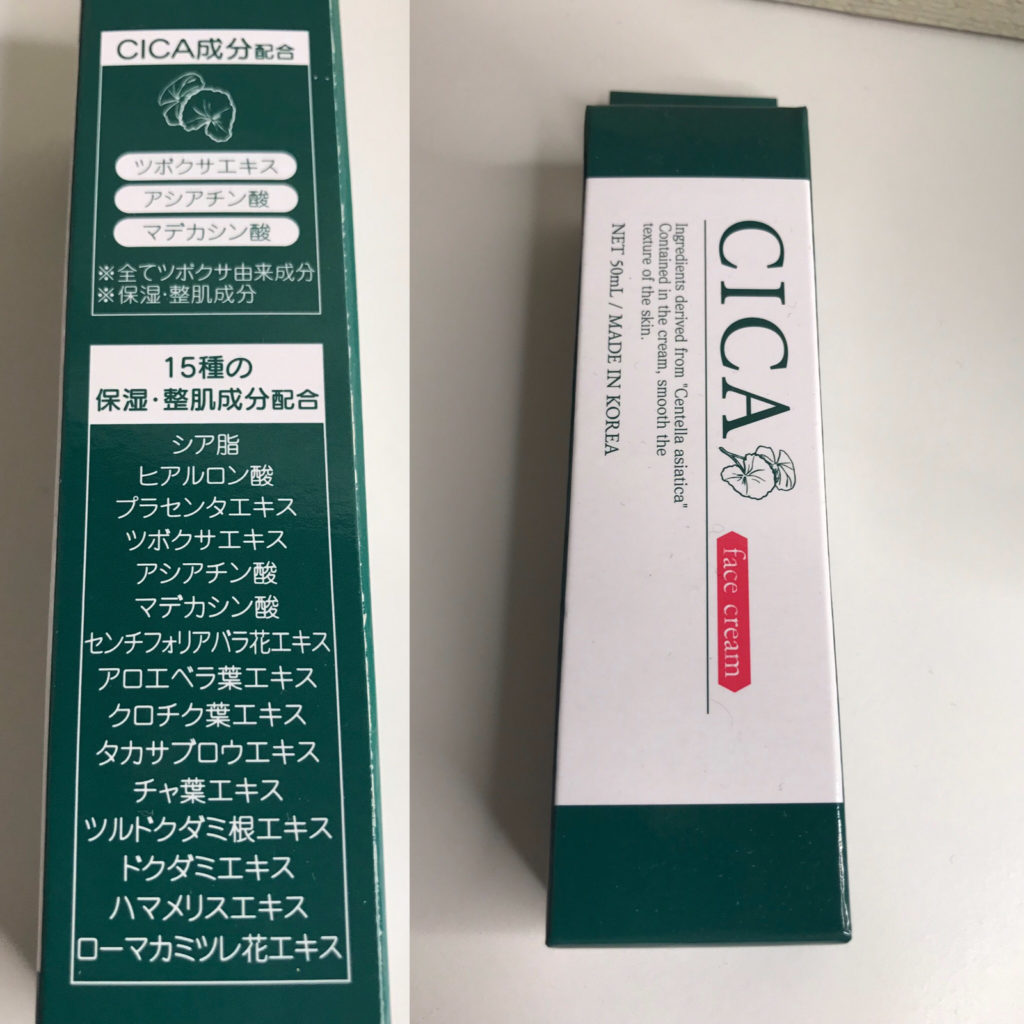 CICA成分配合
ツボクサエキス
アシアチン酸
マデカシン酸
※全てツボクサ由来成分
※保湿・整肌成分
15種の
保湿・整肌成分配合
シア脂
ヒアルロン酸
プラセンタエキス
ツボクサエキス
アシアチン酸
マデカシン酸
センチフォリアバラ花エキス
アロエベラ葉エキス
クロチク葉エキス
タカサブロウエキス
チャ葉エキス
ツルドクダミ根エキス
ドクダミエキス
ハマメリスエキス
ローマカミツレ花エキス
CICA
face cream
Ingredients derived from "Centella asiatica"
Contained in the cream, smooth the
texture of the skin.
NET 50mL / MADE IN KOREA